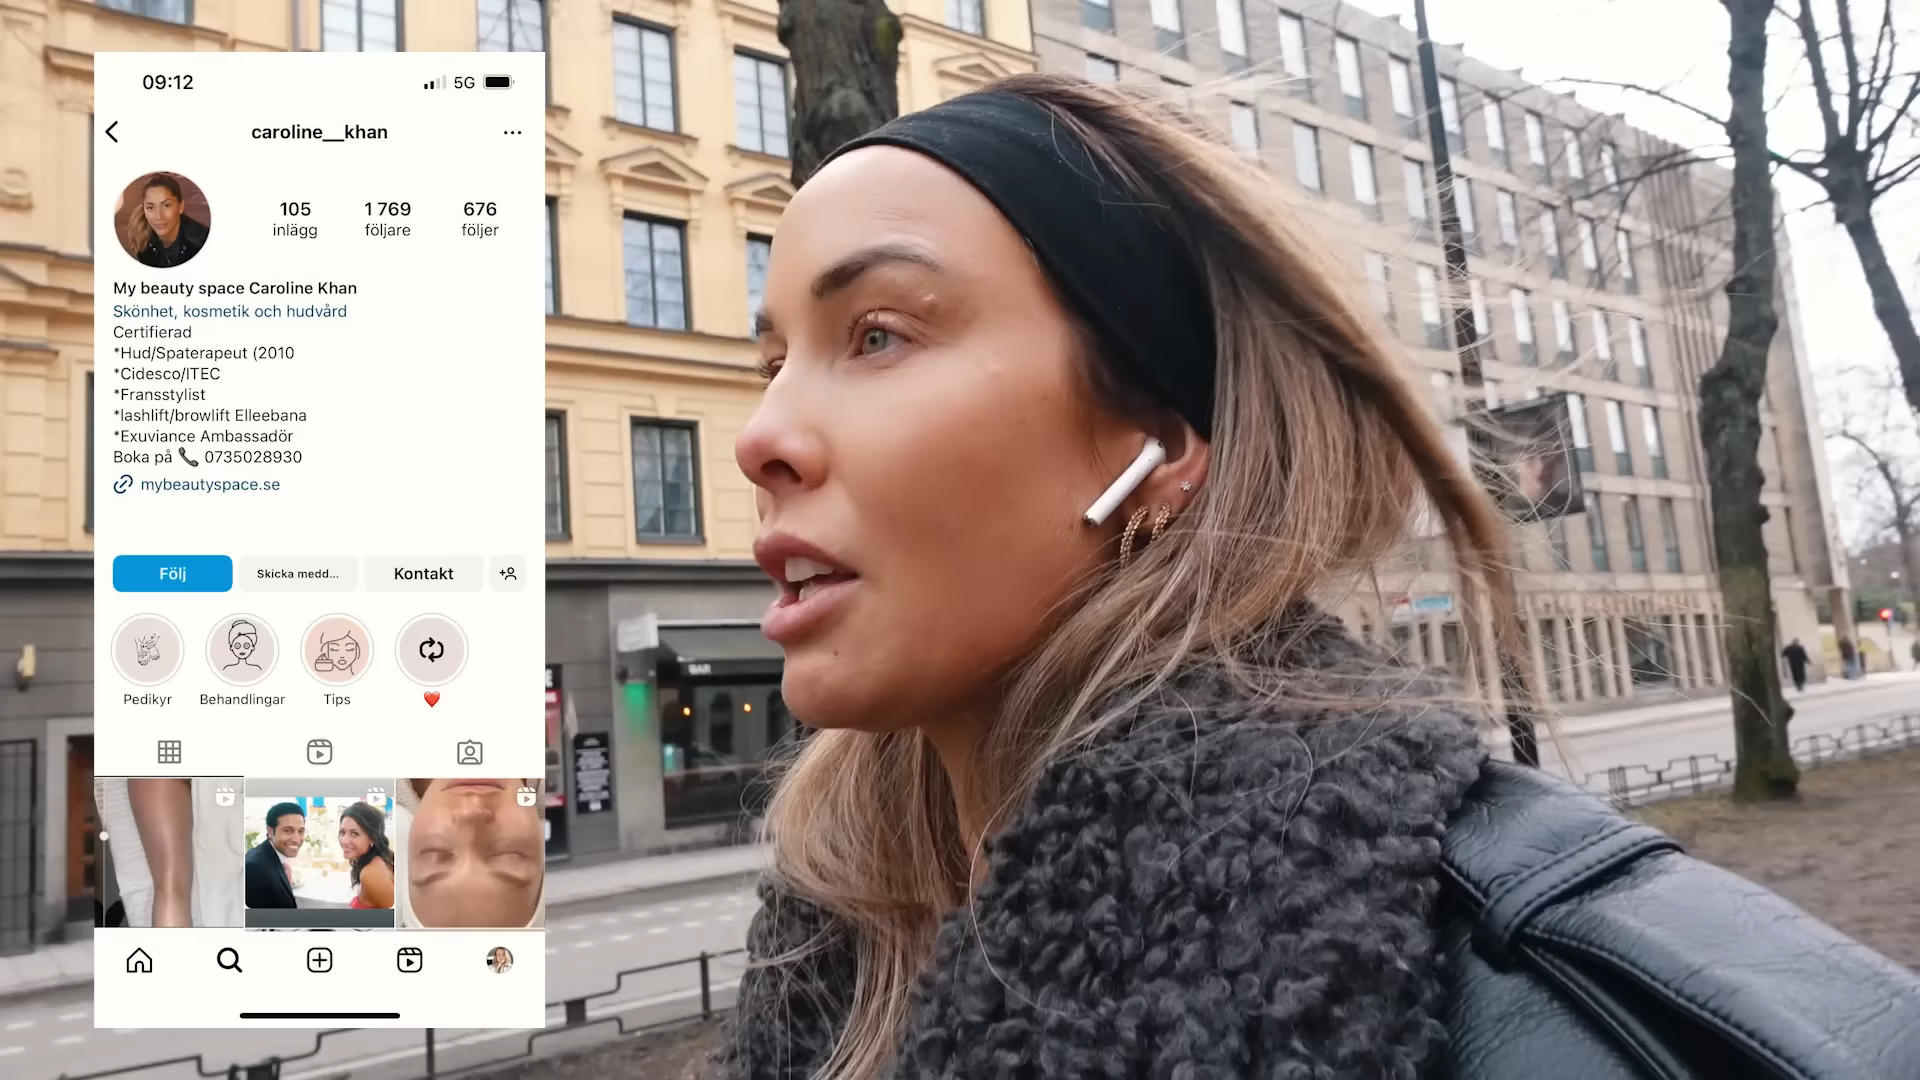 09:12
5G
caroline__khan
105
inlägg
1 769
följare
676
följer
My beauty space Caroline Khan
Skönhet, kosmetik och hudvård
Certifierad
*Hud/Spaterapeut (2010
*Cidesco/ITEC
*Fransstylist
*lashlift/browlift Elleebana
*Exuviance Ambassadör
Boka på 📞 0735028930
mybeautyspace.se
Följ
Skicka medd...
Kontakt
Pedikyr
Behandlingar
Tips
❤️
BAR